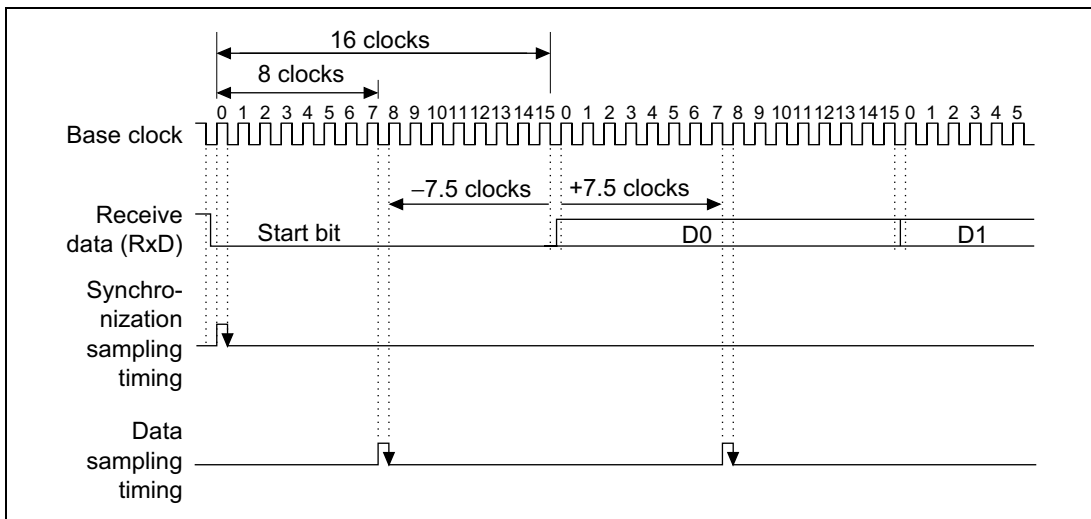 16 clocks
8 clocks
0 1 2 3 4 5 6 7 8 9 10 11 12 13 14 15 0 1 2 3 4 5 6 7 8 9 10 11 12 13 14 15 0 1 2 3 4 5
Base clock
–7.5 clocks +7.5 clocks
Receive
data (RxD)
Start bit D0 D1
Synchro-
nization
sampling
timing
Data
sampling
timing